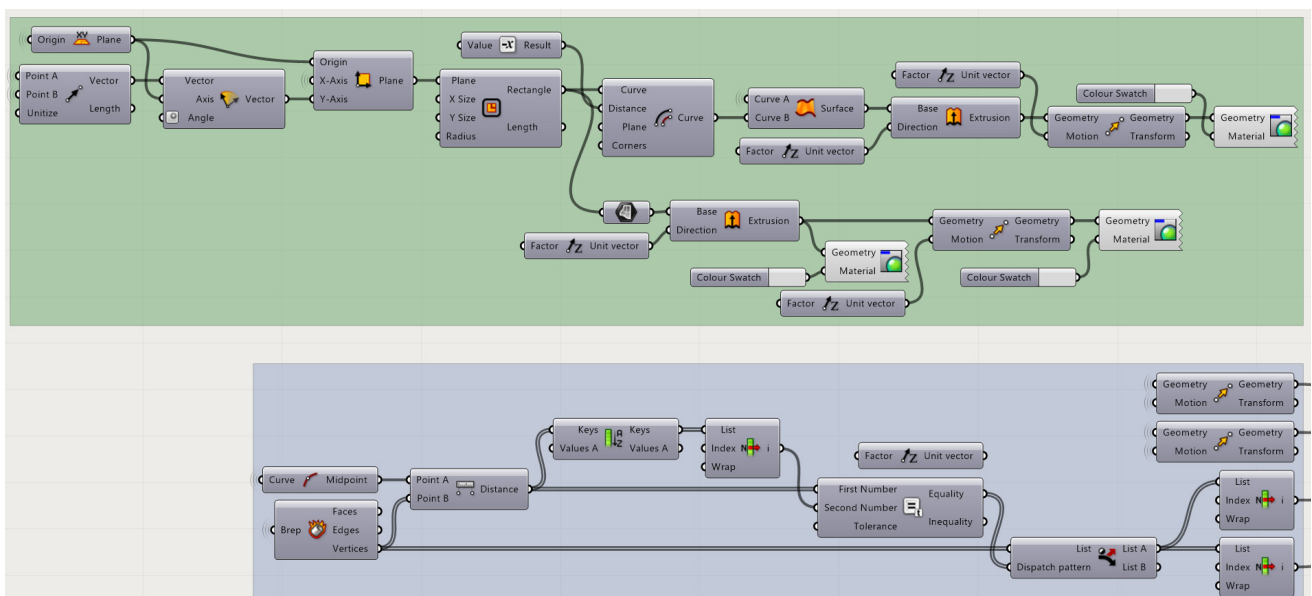 Origin XY Plane
Point A Vector
Point B
Unitize Length
Vector
Axis Vector
Angle
Origin
X-Axis Plane
Y-Axis
Value -x Result
Plane Rectangle
X Size
Y Size
Radius Length
Curve
Distance
Plane Curve
Corners
Curve A Surface
Curve B
Factor Z Unit vector
Factor Z Unit vector
Base Extrusion
Direction
Colour Swatch
Geometry Geometry
Motion Transform
Geometry
Material
Base Extrusion
Direction
Factor Z Unit vector
Geometry
Material
Colour Swatch
Factor Z Unit vector
Geometry Geometry
Motion Transform
Geometry
Material
Colour Swatch
Geometry Geometry
Motion Transform
Geometry Geometry
Motion Transform
Curve Midpoint
Faces
Brep Edges
Vertices
Point A Distance
Point B
Keys A Z Keys
Values A Values A
List
Index N i
Wrap
Factor Z Unit vector
First Number Equality
Second Number =
Tolerance Inequality
List List A
Dispatch pattern List B
List
Index N i
Wrap
List
Index N i
Wrap